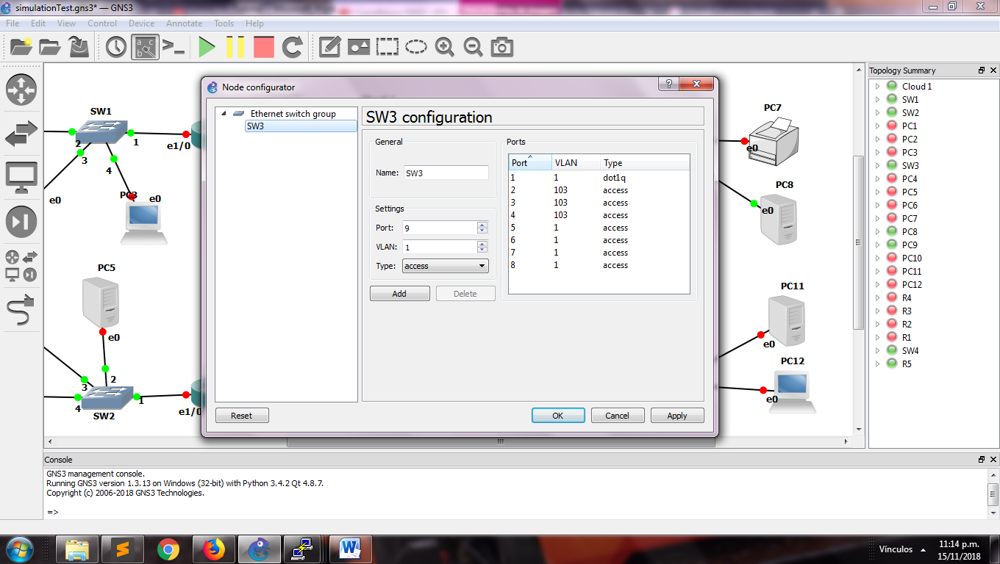 simulationTest.gns3* — GNS3
File Edit View Control Device Annotate Tools Help
Node configurator
Ethernet switch group
SW3
SW3 configuration
General
Name: SW3
Settings
Port: 9
VLAN: 1
Type: access
Add Delete
Ports
Port VLAN Type
1 1 dot1q
2 103 access
3 103 access
4 103 access
5 1 access
6 1 access
7 1 access
8 1 access
Reset OK Cancel Apply
SW1
2
1
e1/0
3
4
e0
PC3
e0
PC5
e0
2
3
4
1
e1/0
SW2
PC7
e0
PC8
e0
PC11
e0
PC12
e0
Topology Summary
Cloud 1
SW1
SW2
PC1
PC2
PC3
SW3
PC4
PC5
PC6
PC7
PC8
PC9
PC10
PC11
PC12
R4
R3
R2
R1
SW4
R5
Console
GNS3 management console.
Running GNS3 version 1.3.13 on Windows (32-bit) with Python 3.4.2 Qt 4.8.7.
Copyright (c) 2006-2018 GNS3 Technologies.
=>
Vínculos
11:14 p.m.
15/11/2018